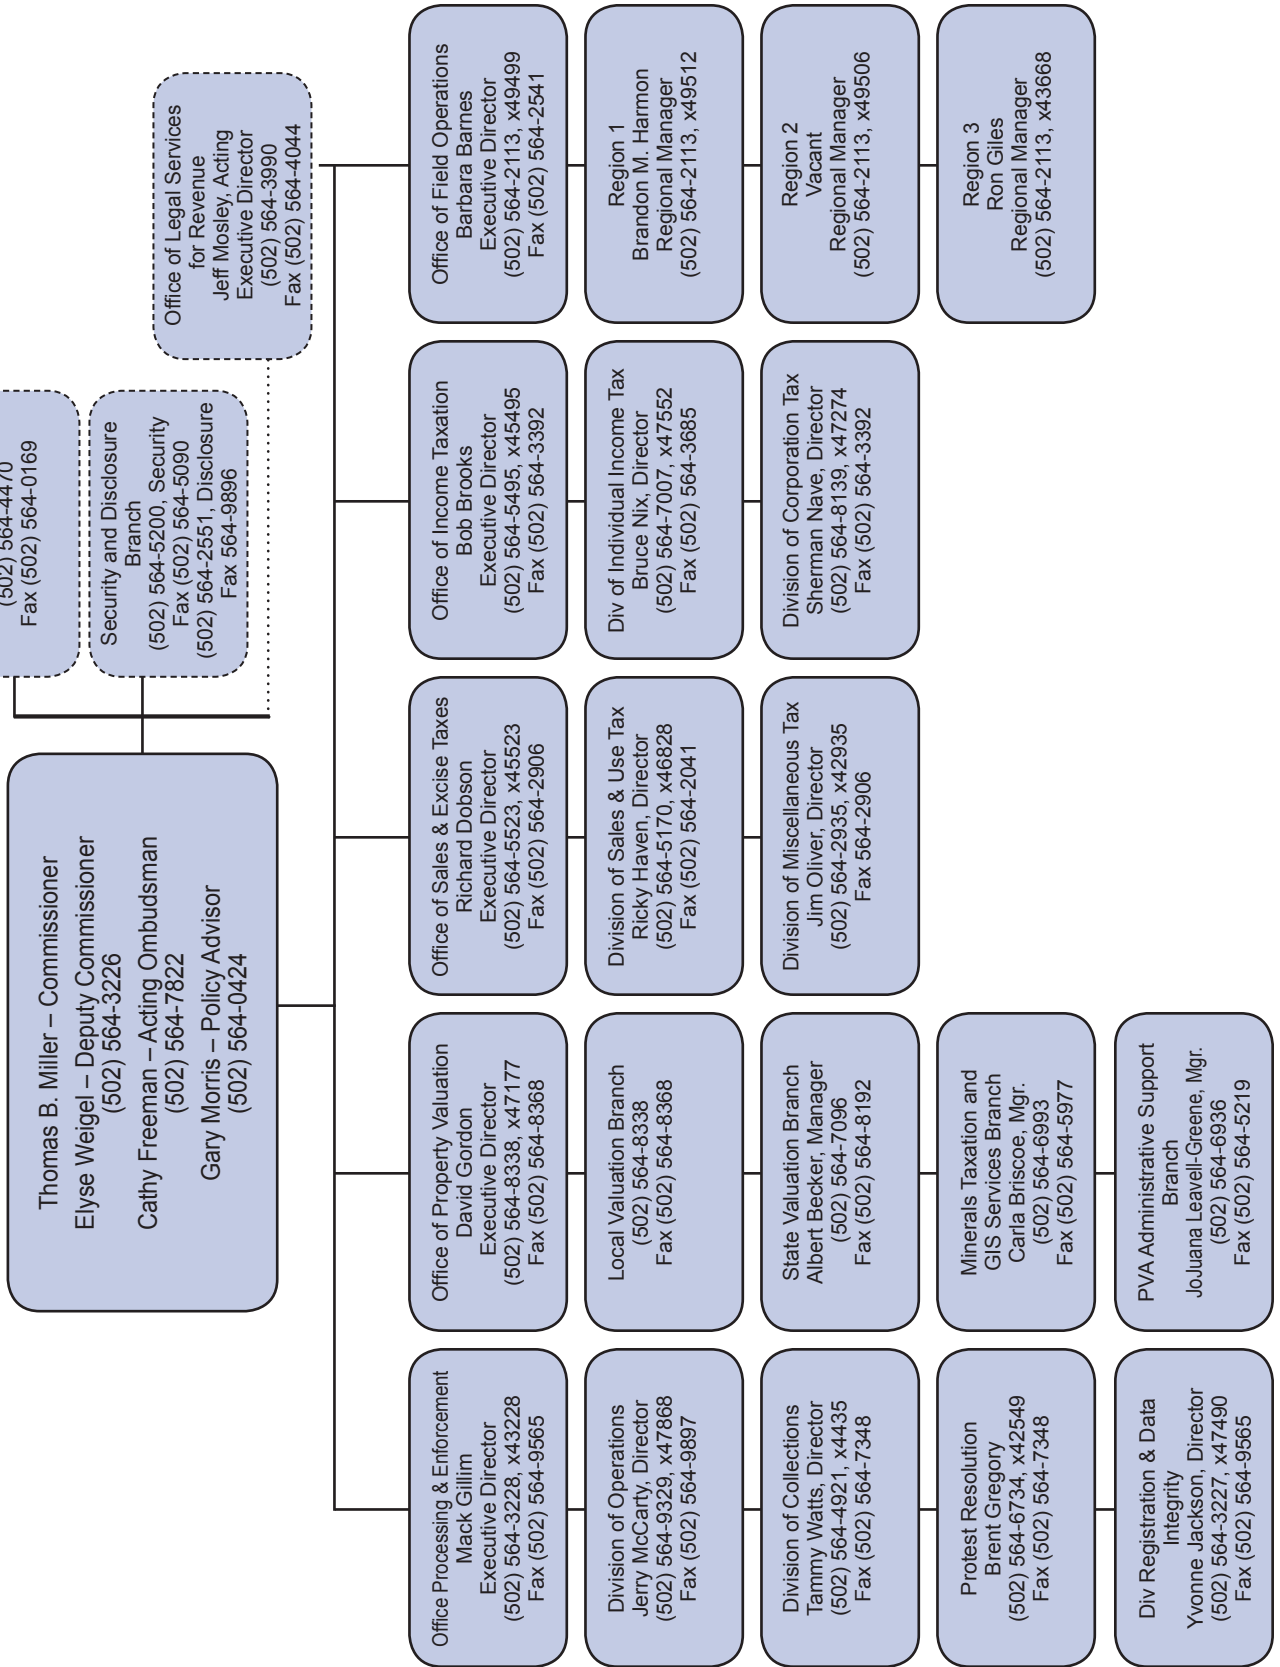 (502) 564-4470
Fax (502) 564-0169
Security and Disclosure
Branch
(502) 564-5200, Security
Fax (502) 564-5090
(502) 564-2551, Disclosure
Fax 564-9896
Office of Legal Services
for Revenue
Jeff Mosley, Acting
Executive Director
(502) 564-3990
Fax (502) 564-4044
Thomas B. Miller – Commissioner
Elyse Weigel – Deputy Commissioner
(502) 564-3226
Cathy Freeman – Acting Ombudsman
(502) 564-7822
Gary Morris – Policy Advisor
(502) 564-0424
Office Processing & Enforcement
Mack Gillim
Executive Director
(502) 564-3228, x43228
Fax (502) 564-9565
Division of Operations
Jerry McCarty, Director
(502) 564-9329, x47868
Fax (502) 564-9897
Division of Collections
Tammy Watts, Director
(502) 564-4921, x4435
Fax (502) 564-7348
Protest Resolution
Brent Gregory
(502) 564-6734, x42549
Fax (502) 564-7348
Div Registration & Data
Integrity
Yvonne Jackson, Director
(502) 564-3227, x47490
Fax (502) 564-9565
Office of Property Valuation
David Gordon
Executive Director
(502) 564-8338, x47177
Fax (502) 564-8368
Local Valuation Branch
(502) 564-8338
Fax (502) 564-8368
State Valuation Branch
Albert Becker, Manager
(502) 564-7096
Fax (502) 564-8192
Minerals Taxation and
GIS Services Branch
Carla Briscoe, Mgr.
(502) 564-6993
Fax (502) 564-5977
PVA Administrative Support
Branch
JoJuana Leavell-Greene, Mgr.
(502) 564-6936
Fax (502) 564-5219
Office of Sales & Excise Taxes
Richard Dobson
Executive Director
(502) 564-5523, x45523
Fax (502) 564-2906
Division of Sales & Use Tax
Ricky Haven, Director
(502) 564-5170, x46828
Fax (502) 564-2041
Division of Miscellaneous Tax
Jim Oliver, Director
(502) 564-2935, x42935
Fax 564-2906
Office of Income Taxation
Bob Brooks
Executive Director
(502) 564-5495, x45495
Fax (502) 564-3392
Div of Individual Income Tax
Bruce Nix, Director
(502) 564-7007, x47552
Fax (502) 564-3685
Division of Corporation Tax
Sherman Nave, Director
(502) 564-8139, x47274
Fax (502) 564-3392
Office of Field Operations
Barbara Barnes
Executive Director
(502) 564-2113, x49499
Fax (502) 564-2541
Region 1
Brandon M. Harmon
Regional Manager
(502) 564-2113, x49512
Region 2
Vacant
Regional Manager
(502) 564-2113, x49506
Region 3
Ron Giles
Regional Manager
(502) 564-2113, x43668